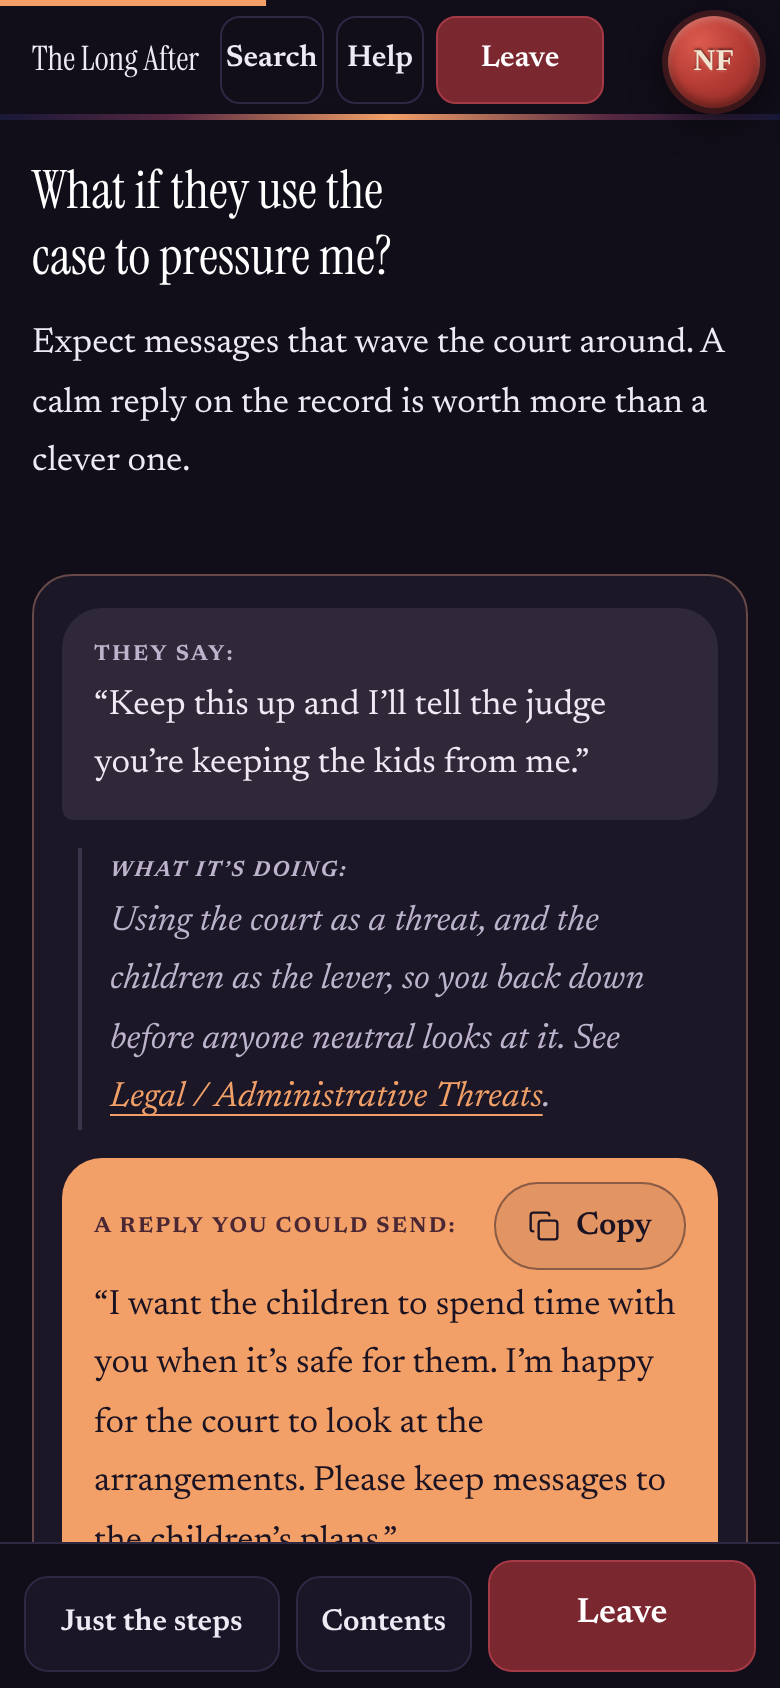 The Long After
Search
Help
Leave
NF
What if they use the
case to pressure me?
Expect messages that wave the court around. A
calm reply on the record is worth more than a
clever one.
THEY SAY:
“Keep this up and I’ll tell the judge
you’re keeping the kids from me.”
WHAT IT’S DOING:
Using the court as a threat, and the
children as the lever, so you back down
before anyone neutral looks at it. See
Legal / Administrative Threats.
A REPLY YOU COULD SEND:
Copy
“I want the children to spend time with
you when it’s safe for them. I’m happy
for the court to look at the
arrangements. Please keep messages to
the children’s plans.”
Just the steps
Contents
Leave